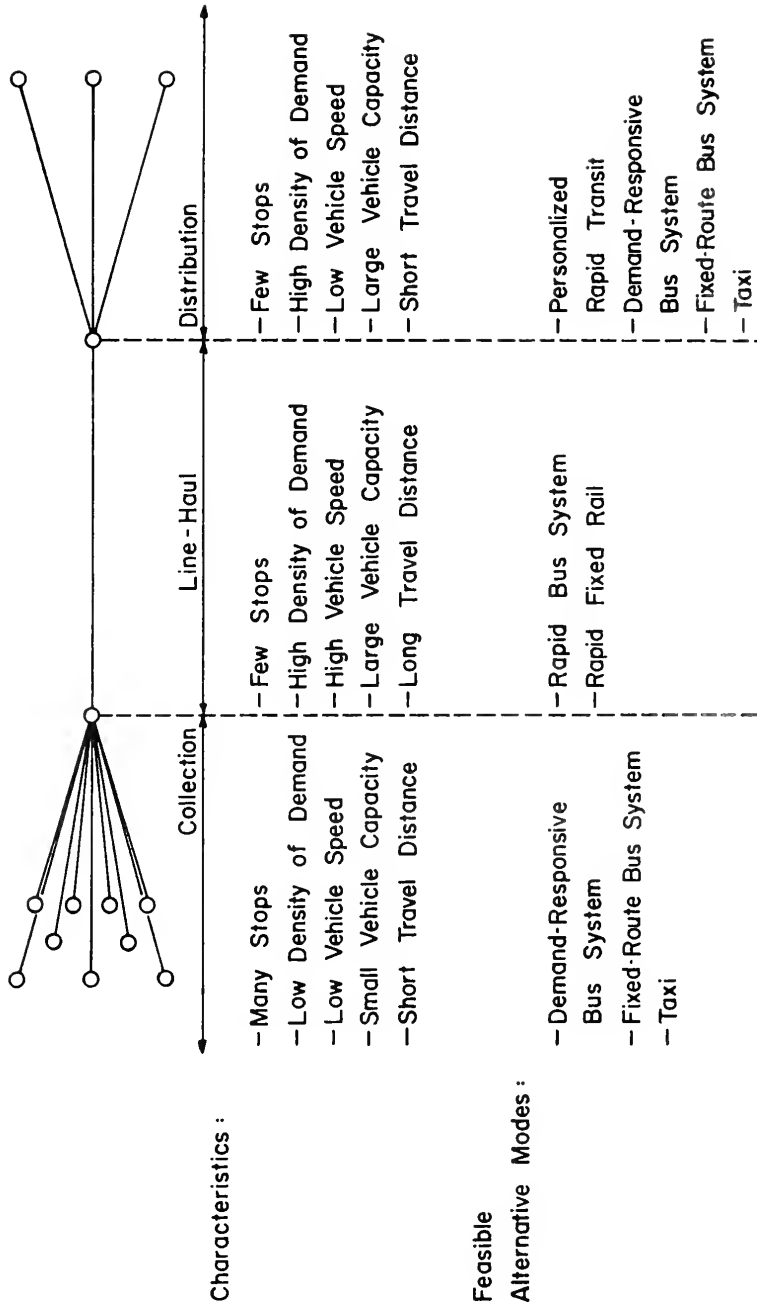 Collection
Line-Haul
Distribution
Characteristics :
—Many Stops
—Low Density of Demand
—Low Vehicle Speed
—Small Vehicle Capacity
—Short Travel Distance
—Few Stops
—High Density of Demand
—High Vehicle Speed
—Large Vehicle Capacity
—Long Travel Distance
—Few Stops
—High Density of Demand
—Low Vehicle Speed
—Large Vehicle Capacity
—Short Travel Distance
Feasible
Alternative Modes :
—Demand-Responsive
Bus System
—Fixed-Route Bus System
—Taxi
—Rapid Bus System
—Rapid Fixed Rail
—Personalized
Rapid Transit
—Demand-Responsive
Bus System
—Fixed-Route Bus System
—Taxi